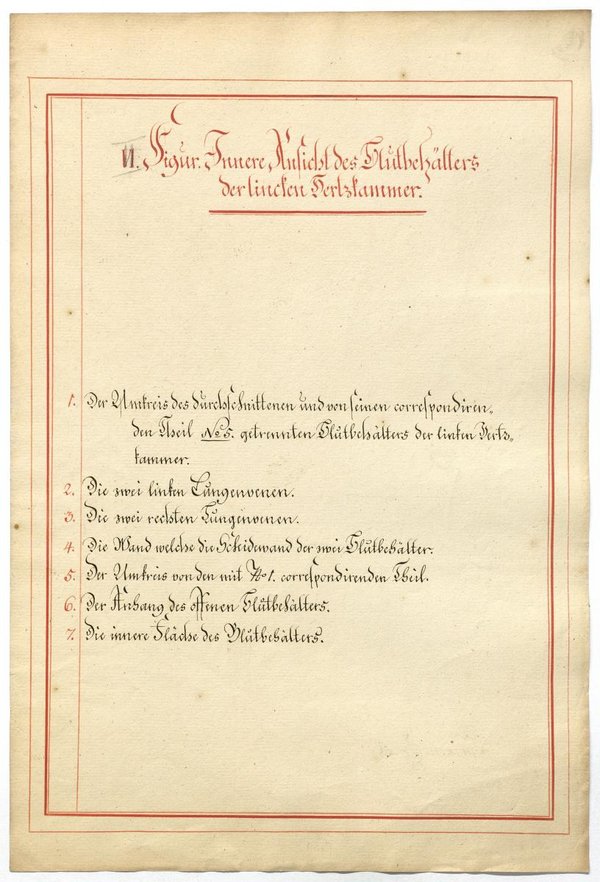 VI. Figur. Innere Ansicht des Blutbehälters
der lincken Hertzkammer.
1. Der Umkreis des durchschnittenen und von seinen correspondiren=
den Theil No 5. getrennten Blutbehälters der linken Hertz=
kammer.
2. Die zwei linken Lungenvenen.
3. Die zwei rechten Lungenvenen.
4. Die Wand welche die Scheidewand der zwei Blutbehälter.
5. Der Umkreis von den mit No 1. correspondirenden Theil.
6. Der Anhang des offenen Blutbehälters.
7. Die innere Fläche des Blutbehälters.